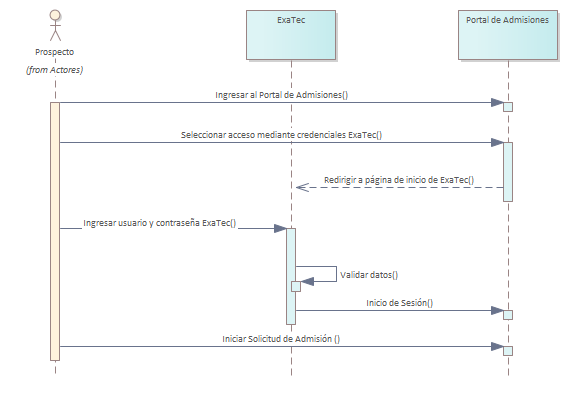 ExaTec
Portal de Admisiones
Prospecto
(from Actores)
Ingresar al Portal de Admisiones()
Seleccionar acceso mediante credenciales ExaTec()
Redirigir a página de inicio de ExaTec()
Ingresar usuario y contraseña ExaTec()
Validar datos()
Inicio de Sesión()
Iniciar Solicitud de Admisión ()